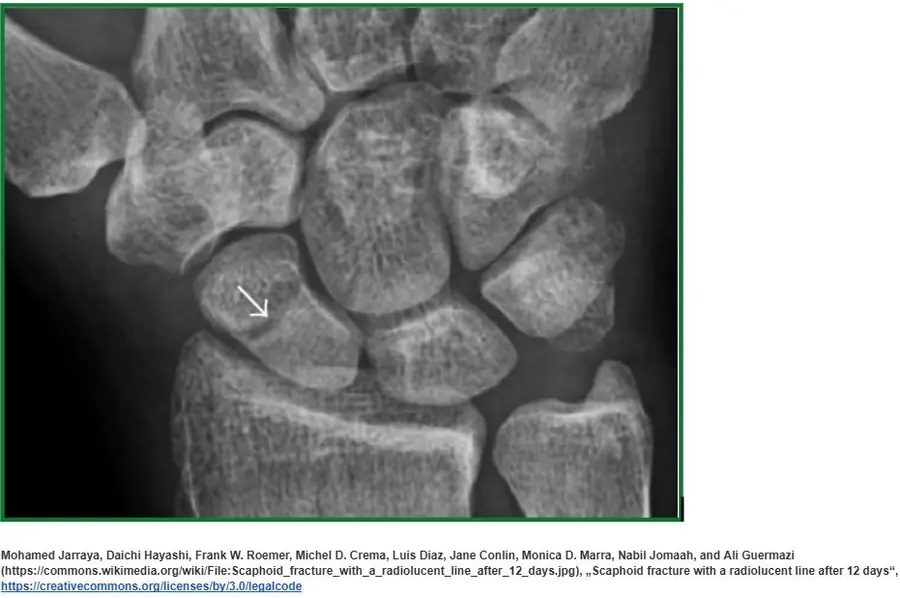 Mohamed Jarraya, Daichi Hayashi, Frank W. Roemer, Michel D. Crema, Luis Diaz, Jane Conlin, Monica D. Marra, Nabil Jomaah, and Ali Guermazi
(https://commons.wikimedia.org/wiki/File:Scaphoid_fracture_with_a_radiolucent_line_after_12_days.jpg), „Scaphoid fracture with a radiolucent line after 12 days“,
https://creativecommons.org/licenses/by/3.0/legalcode